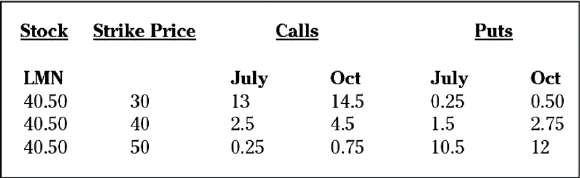 Stock Strike Price Calls Puts
LMN July Oct July Oct
40.50 30 13 14.5 0.25 0.50
40.50 40 2.5 4.5 1.5 2.75
40.50 50 0.25 0.75 10.5 12